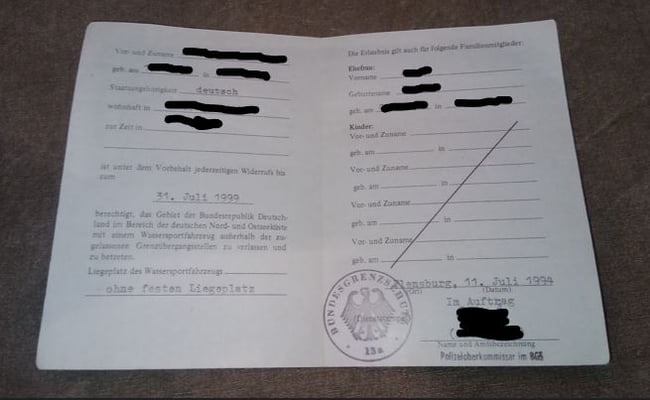 Vor- und Zuname
geb. am in
Staatsangehörigkeit deutsch
wohnhaft in
zur Zeit in
ist unter dem Vorbehalt jederzeitigen Widerrufs bis
zum
31. Juli 1999
berechtigt, das Gebiet der Bundesrepublik Deutsch-
land im Bereich der deutschen Nord- und Ostseeküste
mit einem Wassersportfahrzeug außerhalb der zu-
gelassenen Grenzübergangsstellen zu verlassen und
zu betreten.
Liegeplatz des Wassersportfahrzeugs
ohne festen Liegeplatz
Die Erlaubnis gilt auch für folgende Familienmitglieder:
Ehefrau:
Vorname
Geburtsname
geb. am in
Kinder:
Vor- und Zuname
geb. am in
Vor- und Zuname
geb. am in
Vor- und Zuname
geb. am in
Vor- und Zuname
geb. am in
Flensburg, 11. Juli 1994
(Ort) (Datum)
Im Auftrag
BUNDESGRENZSCHUTZ
(Dienststempel)
Name und Amtsbezeichnung
Polizeioberkommissar im BGS